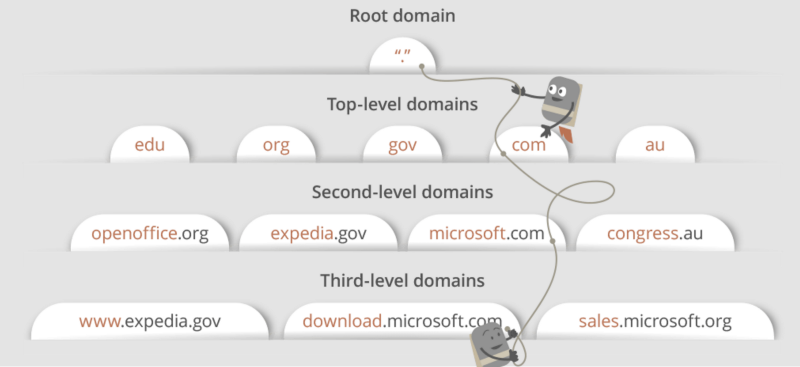 Root domain
“.”
Top-level domains
edu org gov com au
Second-level domains
openoffice.org expedia.gov microsoft.com congress.au
Third-level domains
www.expedia.gov download.microsoft.com sales.microsoft.org